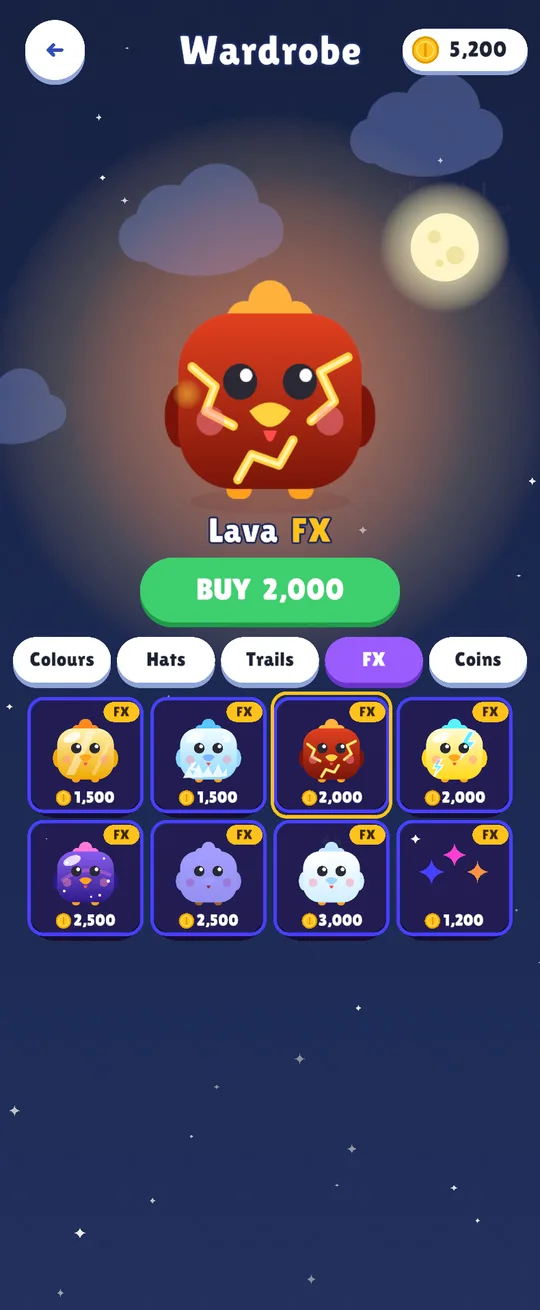 Wardrobe
5,200
Lava FX
BUY 2,000
Colours
Hats
Trails
FX
Coins
FX
FX
FX
FX
1,500
1,500
2,000
2,000
FX
FX
FX
FX
2,500
2,500
3,000
1,200